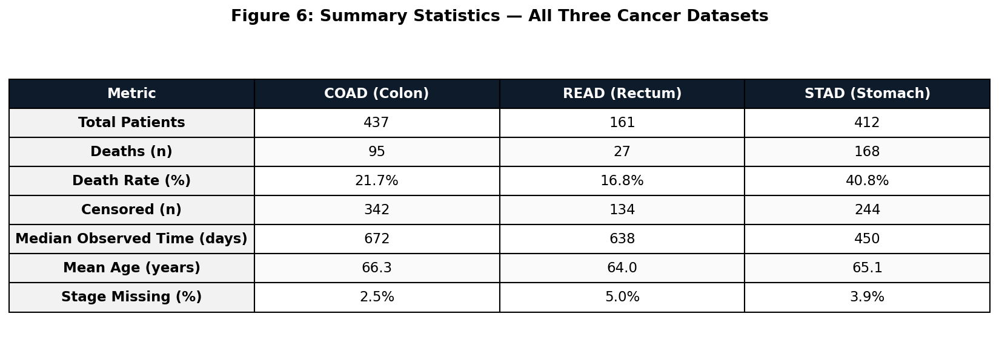 Figure 6: Summary Statistics — All Three Cancer Datasets
Metric COAD (Colon) READ (Rectum) STAD (Stomach)
Total Patients 437 161 412
Deaths (n) 95 27 168
Death Rate (%) 21.7% 16.8% 40.8%
Censored (n) 342 134 244
Median Observed Time (days) 672 638 450
Mean Age (years) 66.3 64.0 65.1
Stage Missing (%) 2.5% 5.0% 3.9%